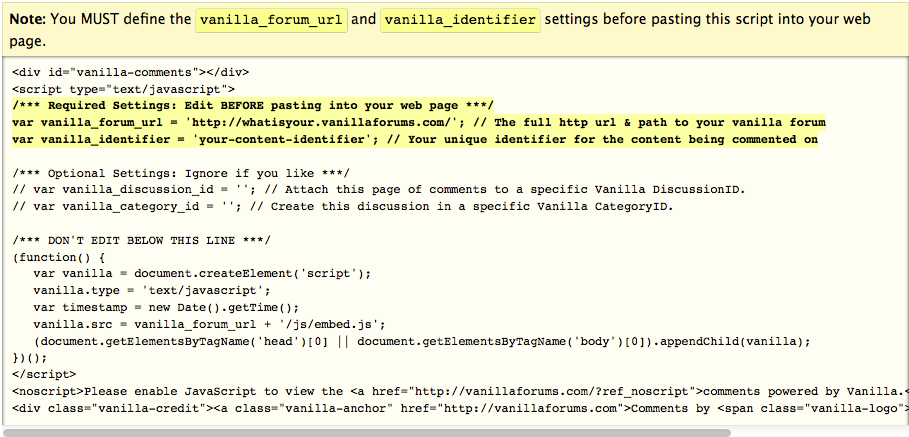 Note: You MUST define the vanilla_forum_url and vanilla_identifier settings before pasting this script into your web
page.
<div id="vanilla-comments"></div>
<script type="text/javascript">
/*** Required Settings: Edit BEFORE pasting into your web page ***/
var vanilla_forum_url = 'http://whatisyour.vanillaforums.com/'; // The full http url & path to your vanilla forum
var vanilla_identifier = 'your-content-identifier'; // Your unique identifier for the content being commented on
/*** Optional Settings: Ignore if you like ***/
// var vanilla_discussion_id = ''; // Attach this page of comments to a specific Vanilla DiscussionID.
// var vanilla_category_id = ''; // Create this discussion in a specific Vanilla CategoryID.
/*** DON'T EDIT BELOW THIS LINE ***/
(function() {
var vanilla = document.createElement('script');
vanilla.type = 'text/javascript';
var timestamp = new Date().getTime();
vanilla.src = vanilla_forum_url + '/js/embed.js';
(document.getElementsByTagName('head')[0] || document.getElementsByTagName('body')[0]).appendChild(vanilla);
})();
</script>
<noscript>Please enable JavaScript to view the <a href="http://vanillaforums.com/?ref_noscript">comments powered by Vanilla.<
<div class="vanilla-credit"><a class="vanilla-anchor" href="http://vanillaforums.com">Comments by <span class="vanilla-logo">